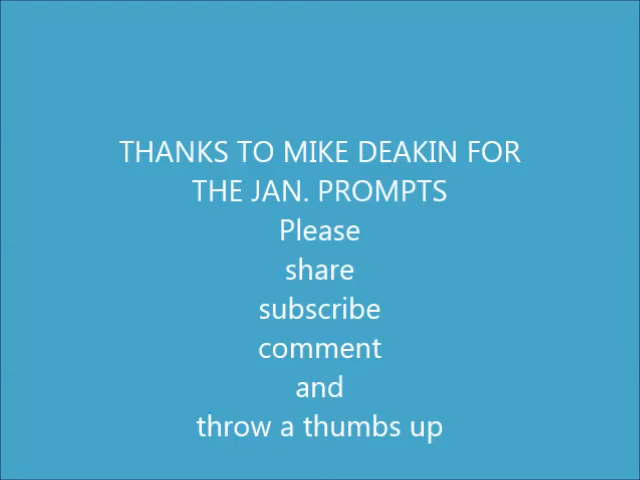 THANKS TO MIKE DEAKIN FOR
THE JAN. PROMPTS
Please
share
subscribe
comment
and
throw a thumbs up